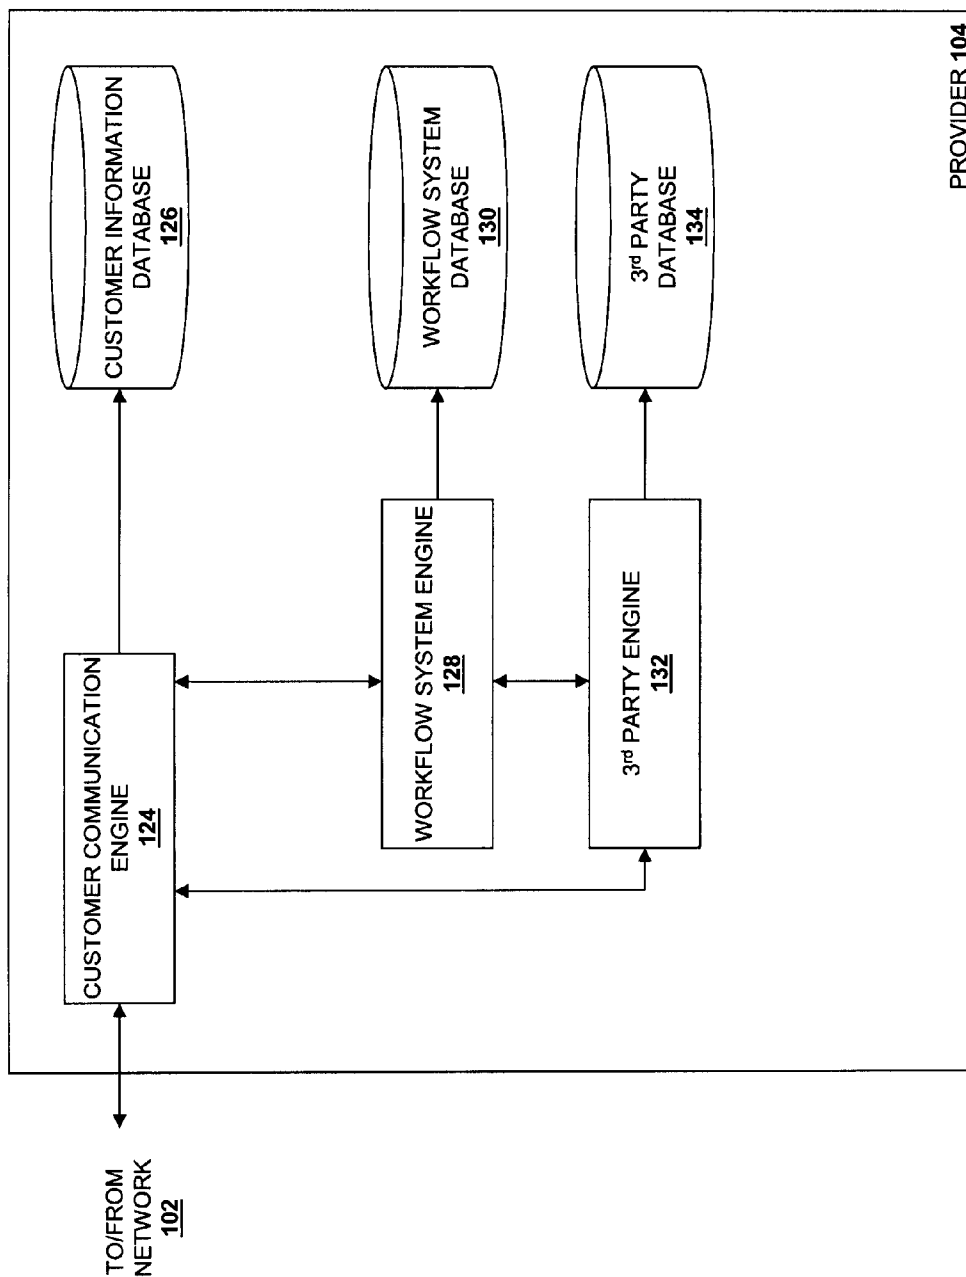 TO/FROM
NETWORK
102
CUSTOMER COMMUNICATION
ENGINE
124
CUSTOMER INFORMATION
DATABASE
126
WORKFLOW SYSTEM ENGINE
128
WORKFLOW SYSTEM
DATABASE
130
3rd PARTY ENGINE
132
3rd PARTY
DATABASE
134
PROVIDER 104